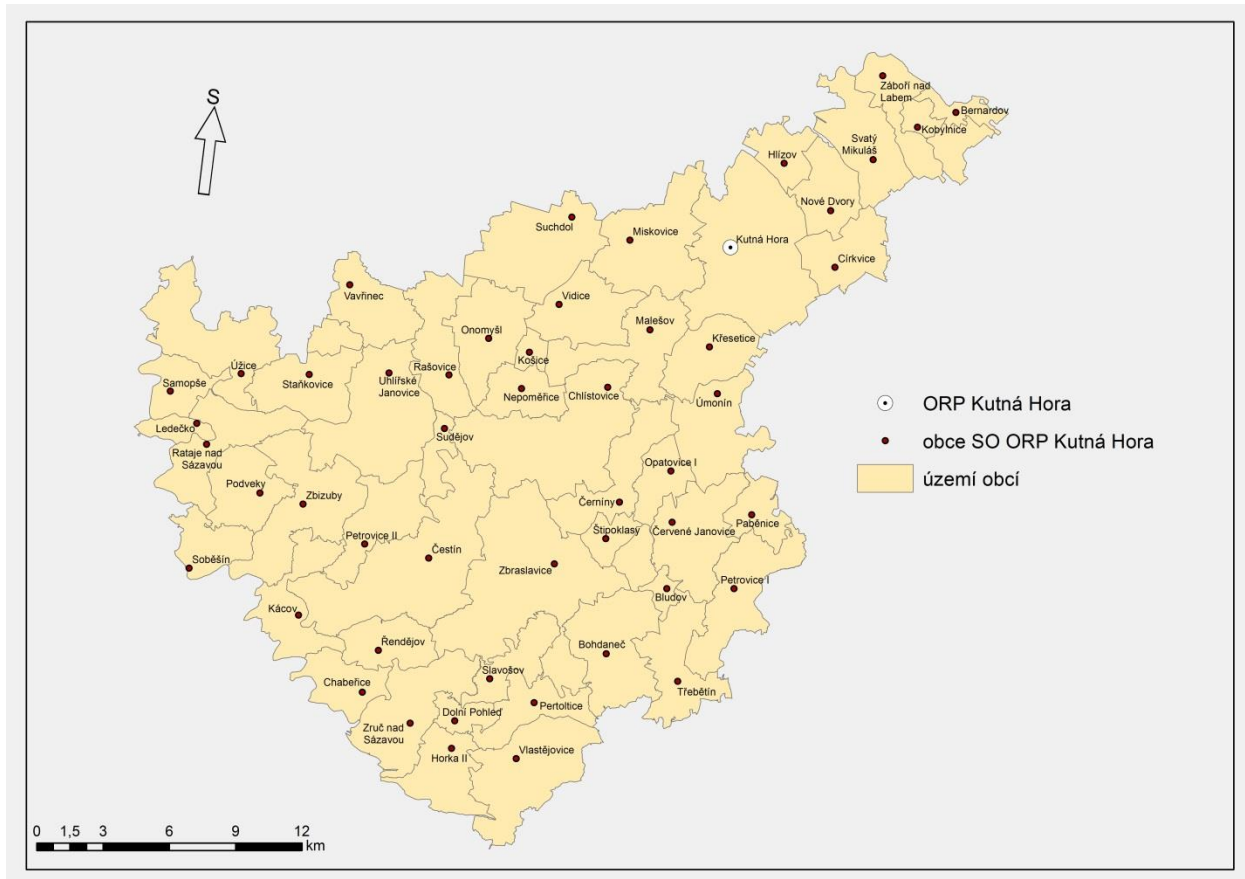 S
Záboří nad
Labem
Bernardov
Kobylnice
Svatý
Mikuláš
Hlízov
Nové Dvory
Suchdol
Miskovice
Kutná Hora
Církvice
Vavřinec
Vidice
Malešov
Onomyšl
Křesetice
Košice
Úžice
Staňkovice
Uhlířské
Janovice
Rašovice
Samopše
Nepoměřice
Chlístovice
Úmonín
ORP Kutná Hora
Ledečko
Sudějov
obce SO ORP Kutná Hora
Rataje nad
Sázavou
Opatovice I
území obcí
Podveky
Zbizuby
Černíny
Červené Janovice
Paběnice
Štipoklasy
Petrovice II
Čestín
Soběšín
Zbraslavice
Petrovice I
Bludov
Kácov
Řendějov
Bohdaneč
Slavošov
Chabeřice
Třebětín
Pertoltice
Dolní Pohleď
Zruč nad
Sázavou
Horka II
Vlastějovice
0 1,5 3 6 9 12
km